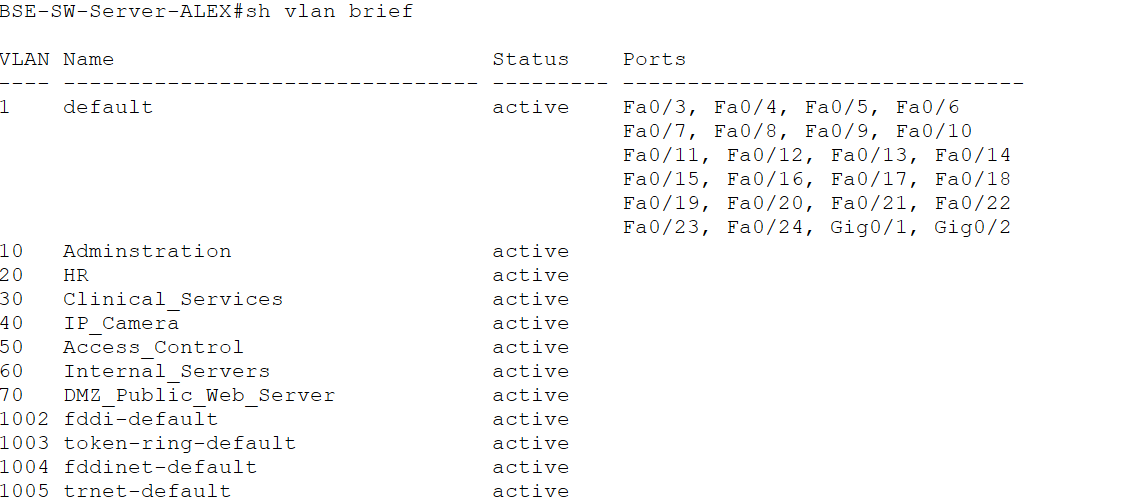 BSE-SW-Server-ALEX#sh vlan brief
VLAN Name                             Status    Ports
---- -------------------------------- --------- -------------------------------
1    default                          active    Fa0/3, Fa0/4, Fa0/5, Fa0/6
                                                Fa0/7, Fa0/8, Fa0/9, Fa0/10
                                                Fa0/11, Fa0/12, Fa0/13, Fa0/14
                                                Fa0/15, Fa0/16, Fa0/17, Fa0/18
                                                Fa0/19, Fa0/20, Fa0/21, Fa0/22
                                                Fa0/23, Fa0/24, Gig0/1, Gig0/2
10   Adminstration                    active
20   HR                               active
30   Clinical_Services                active
40   IP_Camera                        active
50   Access_Control                   active
60   Internal_Servers                 active
70   DMZ_Public_Web_Server            active
1002 fddi-default                     active
1003 token-ring-default               active
1004 fddinet-default                  active
1005 trnet-default                    active